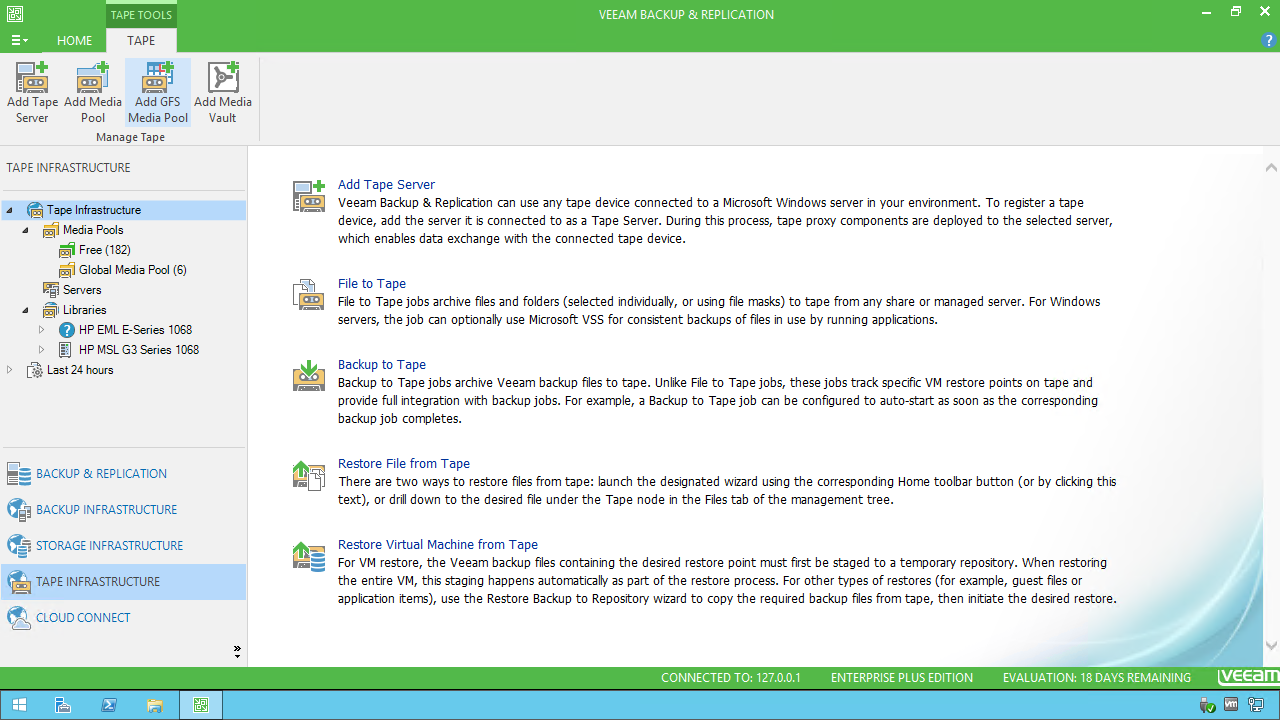 TAPE TOOLS
VEEAM BACKUP & REPLICATION
HOME
TAPE
?
Add Tape Server
Add Media Pool
Add GFS Media Pool
Add Media Vault
Manage Tape
TAPE INFRASTRUCTURE
Tape Infrastructure
Media Pools
Free (182)
Global Media Pool (6)
Servers
Libraries
HP EML E-Series 1068
HP MSL G3 Series 1068
Last 24 hours
BACKUP & REPLICATION
BACKUP INFRASTRUCTURE
STORAGE INFRASTRUCTURE
TAPE INFRASTRUCTURE
CLOUD CONNECT
Add Tape Server
Veeam Backup & Replication can use any tape device connected to a Microsoft Windows server in your environment. To register a tape
device, add the server it is connected to as a Tape Server. During this process, tape proxy components are deployed to the selected server,
which enables data exchange with the connected tape device.
File to Tape
File to Tape jobs archive files and folders (selected individually, or using file masks) to tape from any share or managed server. For Windows
servers, the job can optionally use Microsoft VSS for consistent backups of files in use by running applications.
Backup to Tape
Backup to Tape jobs archive Veeam backup files to tape. Unlike File to Tape jobs, these jobs track specific VM restore points on tape and
provide full integration with backup jobs. For example, a Backup to Tape job can be configured to auto-start as soon as the corresponding
backup job completes.
Restore File from Tape
There are two ways to restore files from tape: launch the designated wizard using the corresponding Home toolbar button (or by clicking this
text), or drill down to the desired file under the Tape node in the Files tab of the management tree.
Restore Virtual Machine from Tape
For VM restore, the Veeam backup files containing the desired restore point must first be staged to a temporary repository. When restoring
the entire VM, this staging happens automatically as part of the restore process. For other types of restores (for example, guest files or
application items), use the Restore Backup to Repository wizard to copy the required backup files from tape, then initiate the desired restore.
CONNECTED TO: 127.0.0.1
ENTERPRISE PLUS EDITION
EVALUATION: 18 DAYS REMAINING
veeam
vm